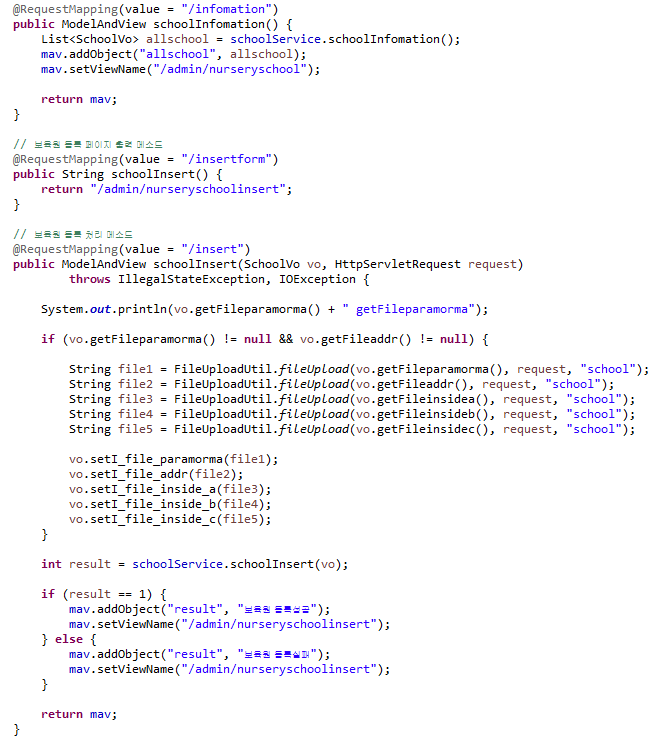 @RequestMapping(value = "/infomation")
public ModelAndView schoolInfomation() {
List<SchoolVo> allschool = schoolService.schoolInfomation();
mav.addObject("allschool", allschool);
mav.setViewName("/admin/nurseryschool");
return mav;
}
// 보육원 등록 페이지 출력 메소드
@RequestMapping(value = "/insertform")
public String schoolInsert() {
return "/admin/nurseryschoolinsert";
}
// 보육원 등록 처리 메소드
@RequestMapping(value = "/insert")
public ModelAndView schoolInsert(SchoolVo vo, HttpServletRequest request)
throws IllegalStateException, IOException {
System.out.println(vo.getFileparamorma() + " getFileparamorma");
if (vo.getFileparamorma() != null && vo.getFileaddr() != null) {
String file1 = FileUploadUtil.fileUpload(vo.getFileparamorma(), request, "school");
String file2 = FileUploadUtil.fileUpload(vo.getFileaddr(), request, "school");
String file3 = FileUploadUtil.fileUpload(vo.getFileinsidea(), request, "school");
String file4 = FileUploadUtil.fileUpload(vo.getFileinsideb(), request, "school");
String file5 = FileUploadUtil.fileUpload(vo.getFileinsidec(), request, "school");
vo.setI_file_paramorma(file1);
vo.setI_file_addr(file2);
vo.setI_file_inside_a(file3);
vo.setI_file_inside_b(file4);
vo.setI_file_inside_c(file5);
}
int result = schoolService.schoolInsert(vo);
if (result == 1) {
mav.addObject("result", "보육원 등록성공");
mav.setViewName("/admin/nurseryschoolinsert");
} else {
mav.addObject("result", "보육원 등록실패");
mav.setViewName("/admin/nurseryschoolinsert");
}
return mav;
}